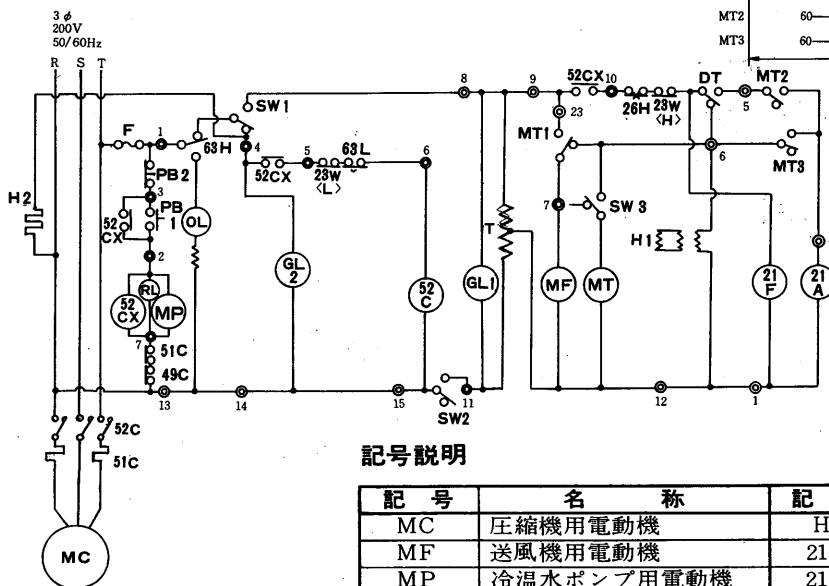 3φ
200V
50/60Hz
R S T
MT2 60
MT3 60
SW1
8
9
52CX
10
26H
23W
〈H〉
DT
5
MT2
23
F
1
63H
4
MT1
6
MT3
PB2
52CX
5
23W
〈L〉
63L
6
3
H2
52
CX
PB
1
OL
7
SW3
T
H1
2
GL
2
GL1
MF
MT
21
F
21
A
52
C
RL
52
CX
MP
7
51C
49C
13
14
15
SW2
11
12
1
52C
51C
MC
記号説明
記 号 名 称 記
MC 圧縮機用電動機 H
MF 送風機用電動機 21
MP 冷温水ポンプ用電動機 21